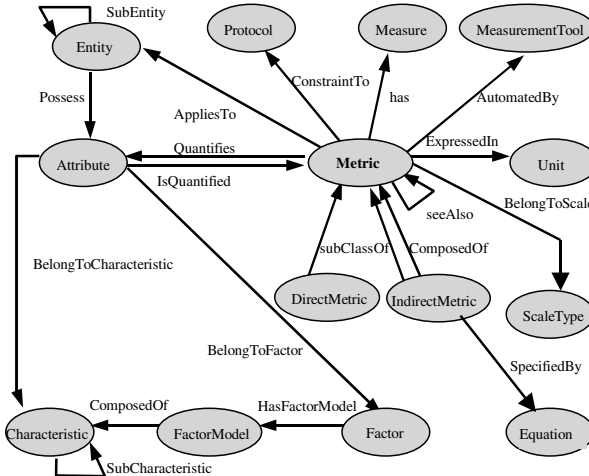 SubEntity
Entity
Protocol
Measure
MeasurementTool
Possess
ConstraintTo
has
AutomatedBy
AppliesTo
Quantifies
ExpressedIn
Attribute
Metric
Unit
IsQuantified
seeAlso
BelongToScale
subClassOf
ComposedOf
BelongToCharacteristic
DirectMetric
IndirectMetric
ScaleType
BelongToFactor
SpecifiedBy
ComposedOf
HasFactorModel
Characteristic
FactorModel
Factor
Equation
SubCharacteristic